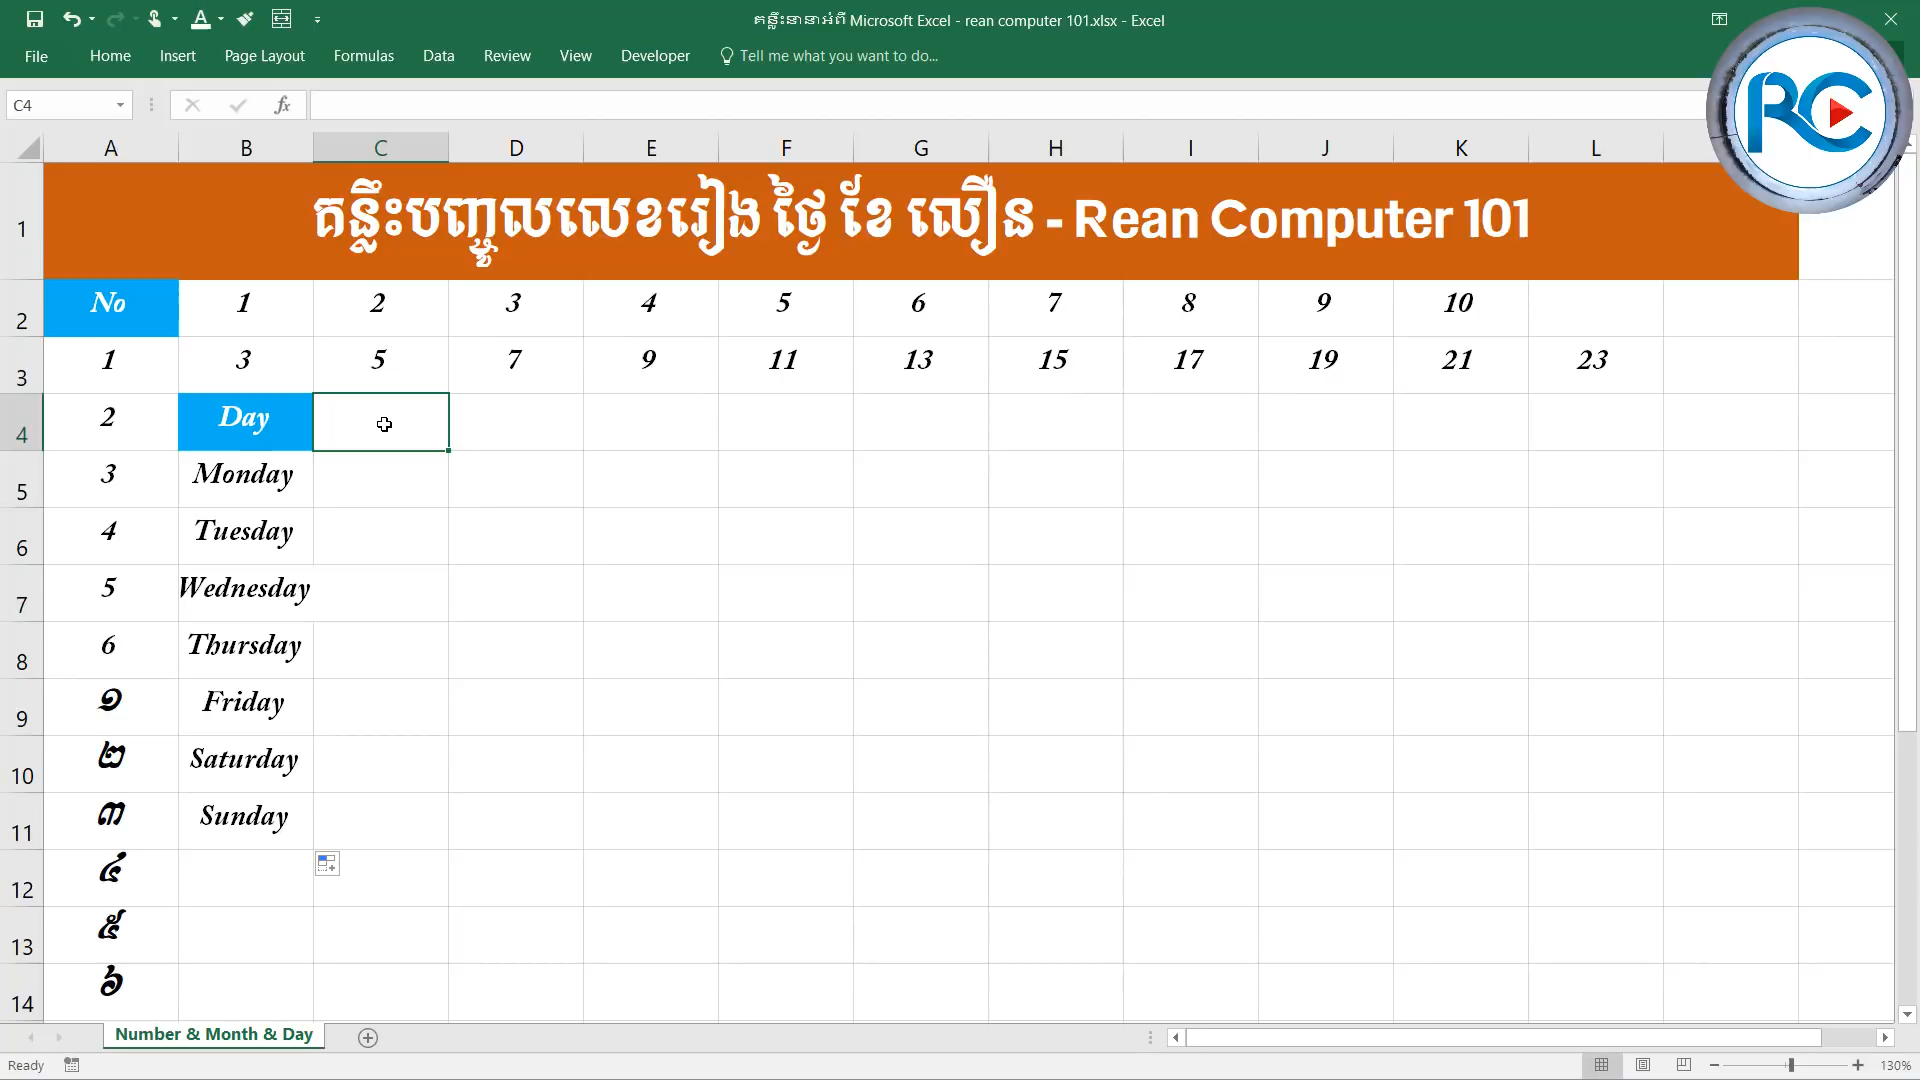 គន្លឹះនានាអំពី Microsoft Excel - rean computer 101.xlsx - Excel
File Home Insert Page Layout Formulas Data Review View Developer Tell me what you want to do...
C4 fx
RC
A B C D E F G H I J K L
1 គន្លឹះបញ្ចូលលេខរៀង ថ្ងៃ ខែ លឿន - Rean Computer 101
2 No 1 2 3 4 5 6 7 8 9 10
3 1 3 5 7 9 11 13 15 17 19 21 23
4 2 Day
5 3 Monday
6 4 Tuesday
7 5 Wednesday
8 6 Thursday
9 ១ Friday
10 ២ Saturday
11 ៣ Sunday
12 ៤
13 ៥
14 ៦
Number & Month & Day
Ready 130%